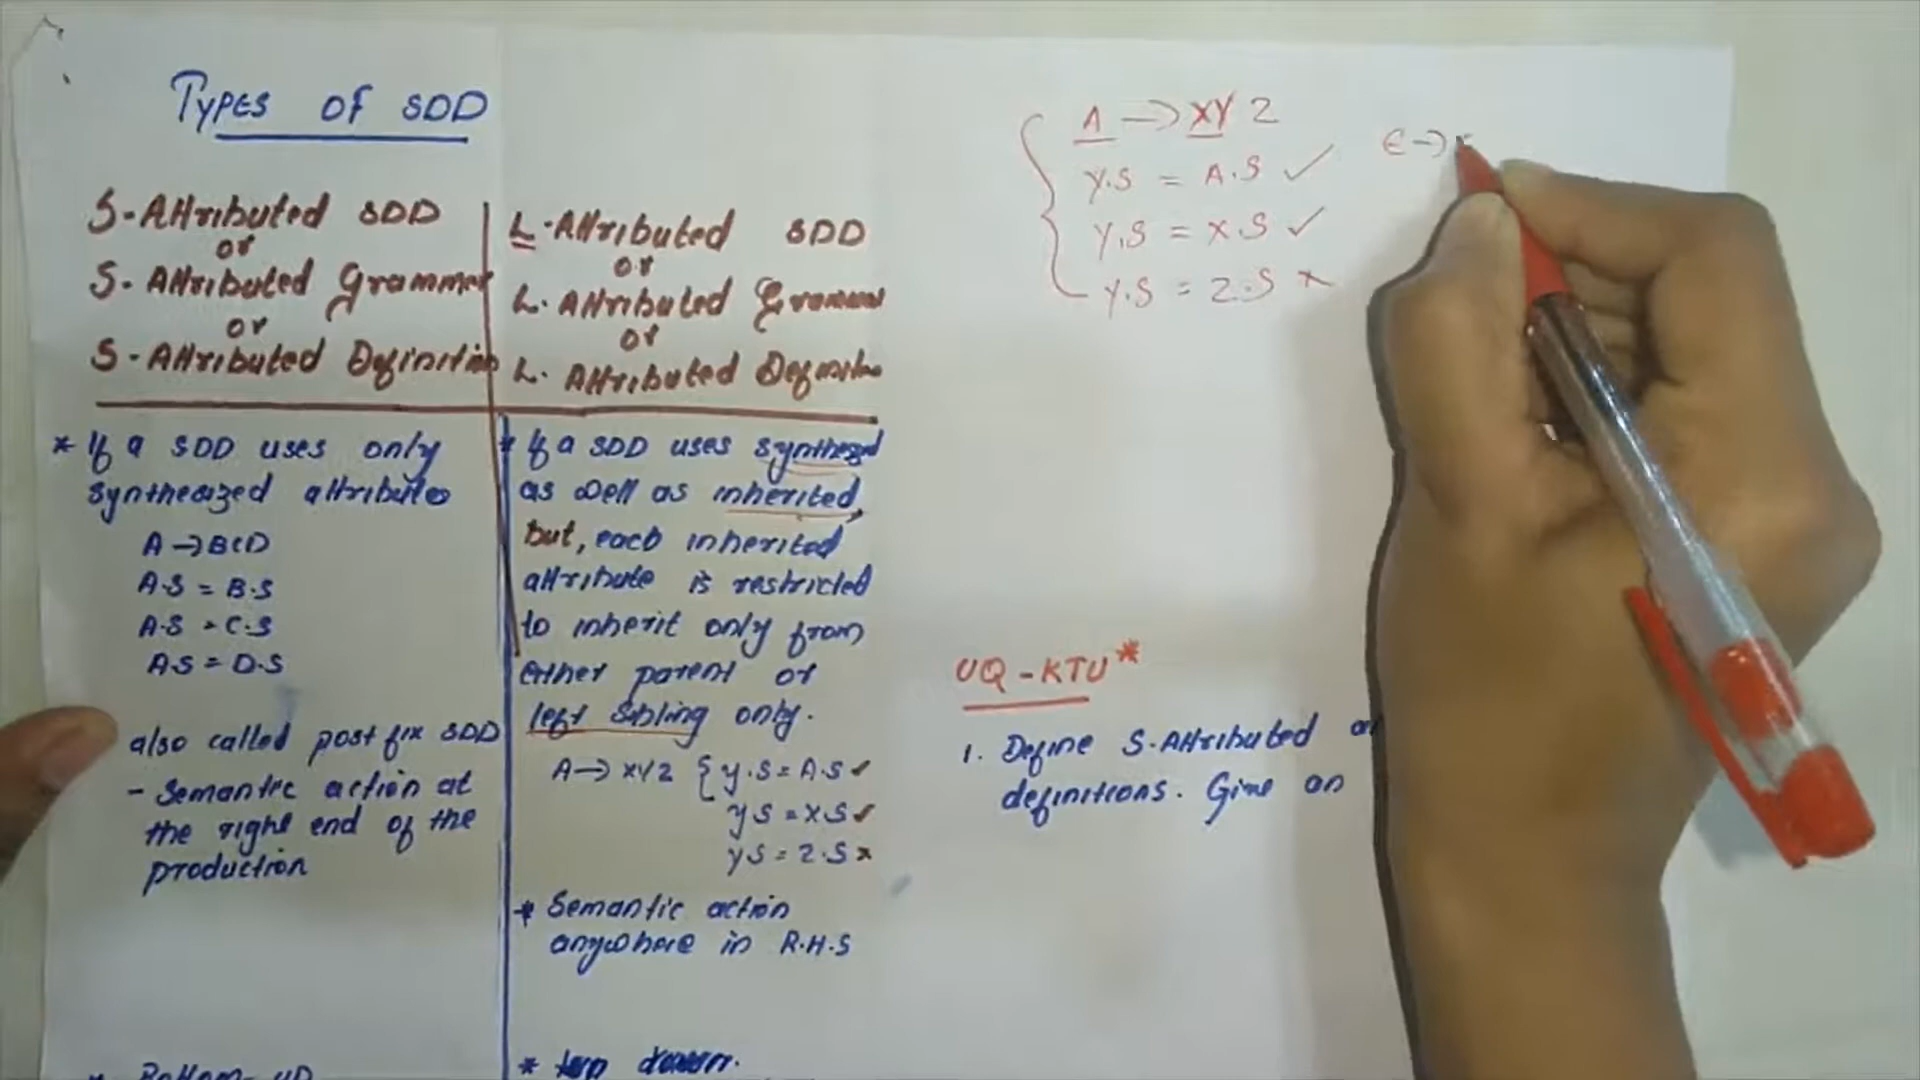 TYPES OF SDD
S-Attributed SDD
or
S-Attributed Grammer
or
S-Attributed Definition
L-Attributed SDD
or
L-Attributed Grammer
or
L-Attributed Definition
* If a SDD uses only
synthesized attributes
A → BCD
A.S = B.S
A.S = C.S
A.S = D.S
also called post fix SDD
- Semantic action at
the right end of the
production
* Bottom-up
* If a SDD uses synthesized
as well as inherited,
but, each inherited
attribute is restricted
to inherit only from
either parent or
left sibling only.
A → XYZ { y.S = A.S ✓
y.S = X.S ✓
y.S = Z.S ×
* Semantic action
anywhere in R.H.S
* top down.
A → XYZ
Y.S = A.S ✓
Y.S = X.S ✓
Y.S = Z.S ×
E →
UQ - KTU *
1. Define S-Attributed
definitions. Give an